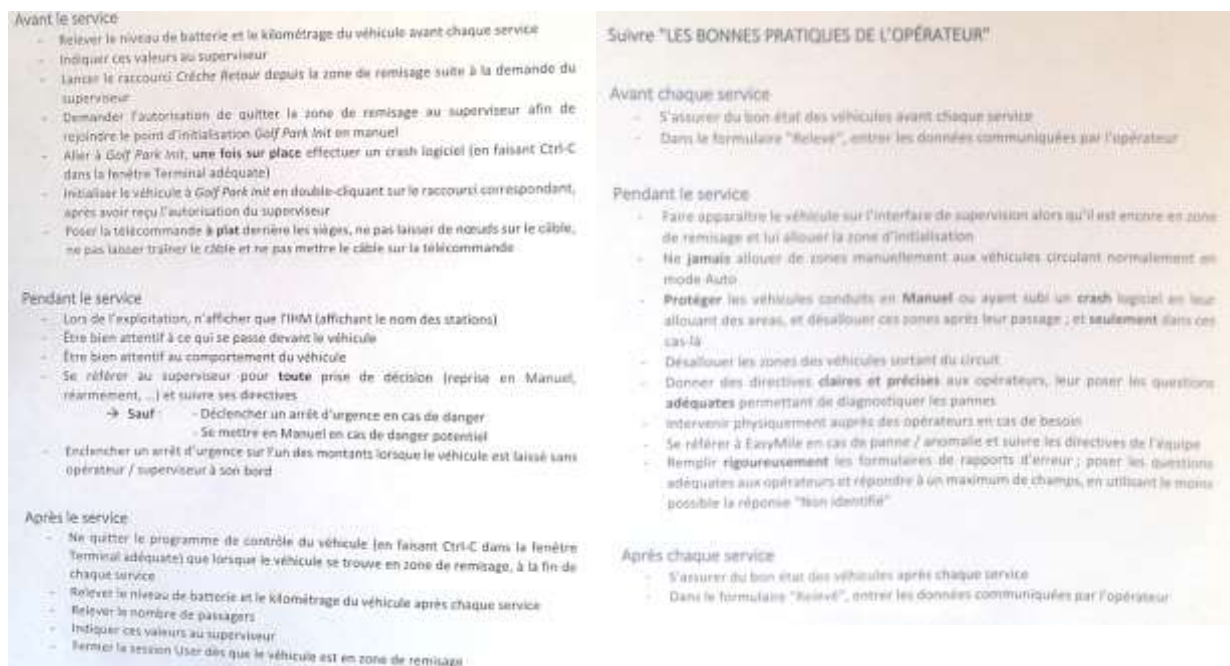 Avant le service
- Relever le niveau de batterie et le kilométrage du véhicule avant chaque service
- Indiquer ces valeurs au superviseur
- Lancer le raccourci Crèche Retour depuis la zone de remisage suite à la demande du
superviseur
- Demander l'autorisation de quitter la zone de remisage au superviseur afin de
rejoindre le point d'initialisation Golf Park Init en manuel
- Aller à Golf Park Init, une fois sur place effectuer un crash logiciel (en faisant Ctrl-C
dans la fenêtre Terminal adéquate)
- Initialiser le véhicule à Golf Park Init en double-cliquant sur le raccourci correspondant,
après avoir reçu l'autorisation du superviseur
- Poser la télécommande à plat derrière les sièges, ne pas laisser de nœuds sur le câble,
ne pas laisser traîner le câble et ne pas mettre le câble sur la télécommande
Pendant le service
- Lors de l'exploitation, n'afficher que l'IHM (affichant le nom des stations)
- Être bien attentif à ce qui se passe devant le véhicule
- Être bien attentif au comportement du véhicule
- Se référer au superviseur pour toute prise de décision (reprise en Manuel,
réarmement, ...) et suivre ses directives
→ Sauf - Déclencher un arrêt d'urgence en cas de danger
- Se mettre en Manuel en cas de danger potentiel
- Enclencher un arrêt d'urgence sur l'un des montants lorsque le véhicule est laissé sans
opérateur / superviseur à son bord
Après le service
- Ne quitter le programme de contrôle du véhicule (en faisant Ctrl-C dans la fenêtre
Terminal adéquate) que lorsque le véhicule se trouve en zone de remisage, à la fin de
chaque service
- Relever le niveau de batterie et le kilométrage du véhicule après chaque service
- Relever le nombre de passagers
- Indiquer ces valeurs au superviseur
- Fermer la session User dès que le véhicule est en zone de remisage
Suivre "LES BONNES PRATIQUES DE L'OPÉRATEUR"
Avant chaque service
- S'assurer du bon état des véhicules avant chaque service
- Dans le formulaire "Relevé", entrer les données communiquées par l'opérateur
Pendant le service
- Faire apparaître le véhicule sur l'interface de supervision alors qu'il est encore en zone
de remisage et lui allouer la zone d'initialisation
- Ne jamais allouer de zones manuellement aux véhicules circulant normalement en
mode Auto
- Protéger les véhicules conduits en Manuel ou ayant subi un crash logiciel en leur
allouant des areas, et désallouer ces zones après leur passage ; et seulement dans ces
cas-là
- Désallouer les zones des véhicules sortant du circuit
- Donner des directives claires et précises aux opérateurs, leur poser les questions
adéquates permettant de diagnostiquer les pannes
- Intervenir physiquement auprès des opérateurs en cas de besoin
- Se référer à EasyMile en cas de panne / anomalie et suivre les directives de l'équipe
- Remplir rigoureusement les formulaires de rapports d'erreur ; poser les questions
adéquates aux opérateurs et répondre à un maximum de champs, en utilisant le moins
possible la réponse "Non identifié"
Après chaque service
- S'assurer du bon état des véhicules après chaque service
- Dans le formulaire "Relevé", entrer les données communiquées par l'opérateur